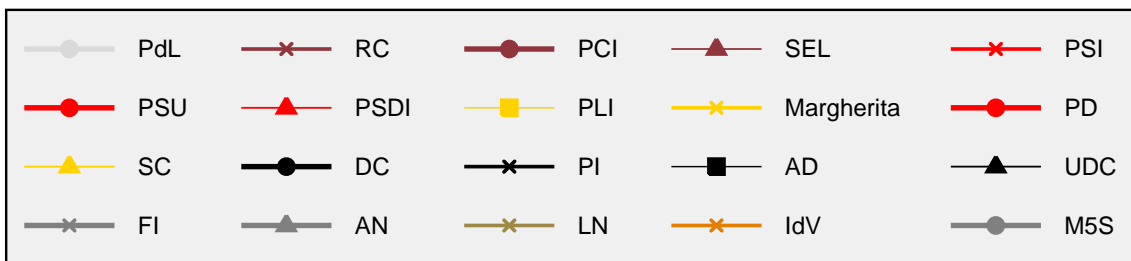 PdL RC PCI SEL PSI
PSU PSDI PLI Margherita PD
SC DC PI AD UDC
FI AN LN IdV M5S